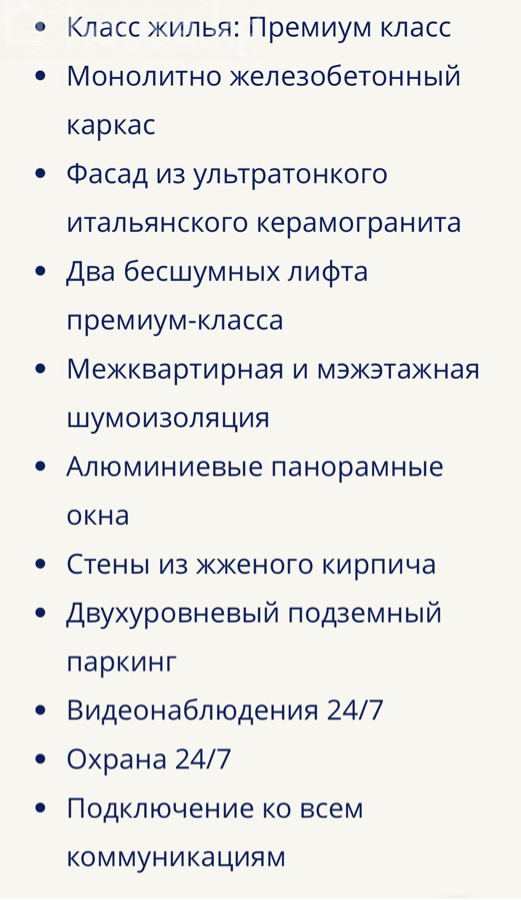 Класс жилья: Премиум класс
Монолитно железобетонный
каркас
Фасад из ультратонкого
итальянского керамогранита
Два бесшумных лифта
премиум-класса
Межквартирная и мэжэтажная
шумоизоляция
Алюминиевые панорамные
окна
Стены из жженого кирпича
Двухуровневый подземный
паркинг
Видеонаблюдения 24/7
Охрана 24/7
Подключение ко всем
коммуникациям